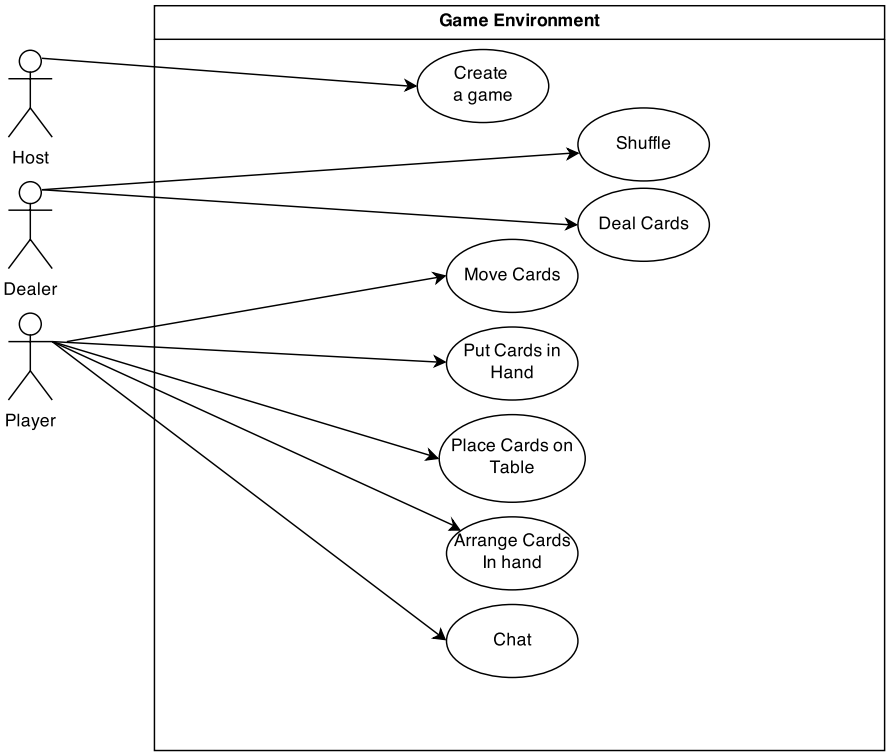 Game Environment
Create
a game
Host
Shuffle
Deal Cards
Dealer
Move Cards
Put Cards in
Hand
Player
Place Cards on
Table
Arrange Cards
In hand
Chat